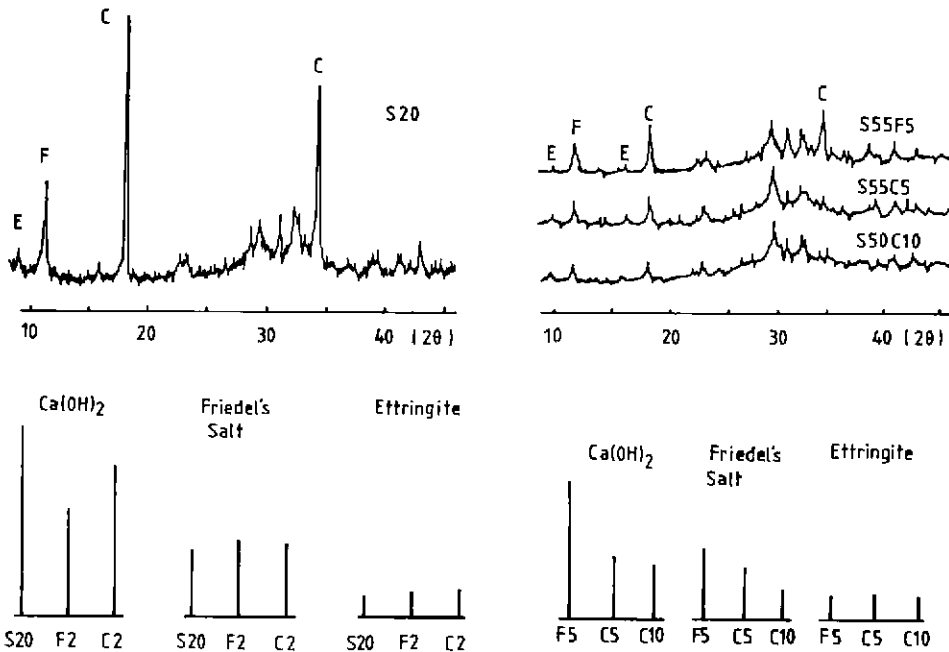 C
C
S20
F
E
10
20
30
40 (2θ)
C
C
S55F5
F
E
E
S55C5
S50C10
10
20
30
40 (2θ)
Ca(OH)2
Friedel's
Salt
Ettringite
S20 F2 C2
S20 F2 C2
S20 F2 C2
Ca(OH)2
Friedel's
Salt
Ettringite
F5 C5 C10
F5 C5 C10
F5 C5 C10